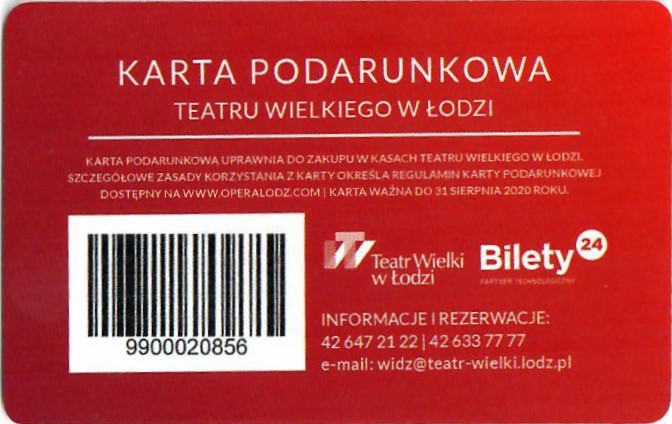 KARTA PODARUNKOWA
TEATRU WIELKIEGO W ŁODZI
KARTA PODARUNKOWA UPRAWNIA DO ZAKUPU W KASACH TEATRU WIELKIEGO W ŁODZI.
SZCZEGÓŁOWE ZASADY KORZYSTANIA Z KARTY OKREŚLA REGULAMIN KARTY PODARUNKOWEJ
DOSTĘPNY NA WWW.OPERALODZ.COM | KARTA WAŻNA DO 31 SIERPNIA 2020 ROKU.
Teatr Wielki
w Łodzi
Bilety 24
PARTNER TECHNOLOGICZNY
9900020856
INFORMACJE I REZERWACJE:
42 647 21 22 | 42 633 77 77
e-mail: widz@teatr-wielki.lodz.pl